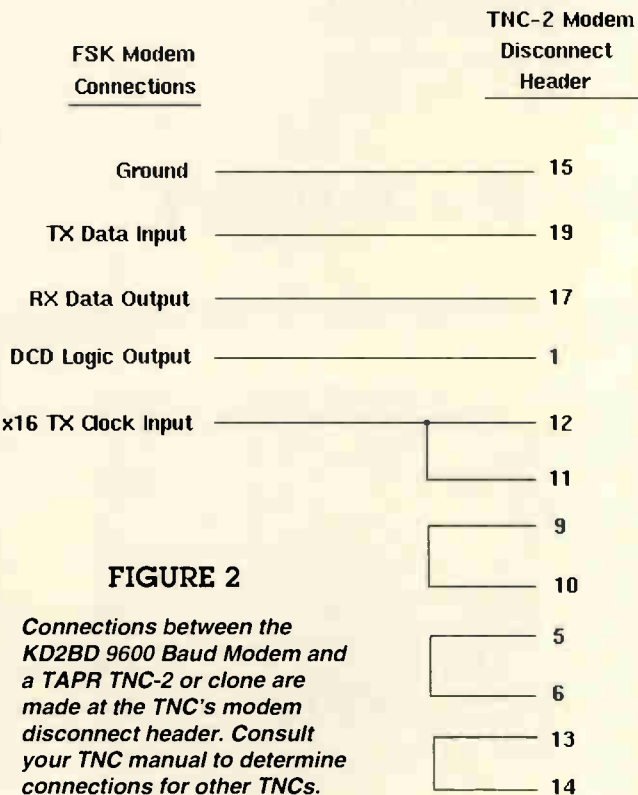 TNC-2 Modem
Disconnect
Header
FSK Modem
Connections
Ground 15
TX Data Input 19
RX Data Output 17
DCD Logic Output 1
x16 TX Clock Input 12
11
9
10
5
6
13
14
FIGURE 2
Connections between the
KD2BD 9600 Baud Modem and
a TAPR TNC-2 or clone are
made at the TNC's modem
disconnect header. Consult
your TNC manual to determine
connections for other TNCs.